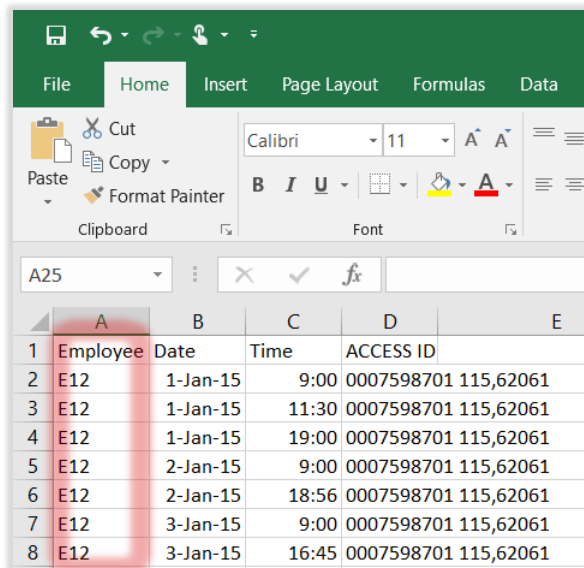 File Home Insert Page Layout Formulas Data
Cut
Copy
Paste
Format Painter
Clipboard
Calibri 11 A A
B I U A
Font
A25 fx
A B C D E
1 Employee Date Time ACCESS ID
2 E12 1-Jan-15 9:00 0007598701 115,62061
3 E12 1-Jan-15 11:30 0007598701 115,62061
4 E12 1-Jan-15 19:00 0007598701 115,62061
5 E12 2-Jan-15 9:00 0007598701 115,62061
6 E12 2-Jan-15 18:56 0007598701 115,62061
7 E12 3-Jan-15 9:00 0007598701 115,62061
8 E12 3-Jan-15 16:45 0007598701 115,62061